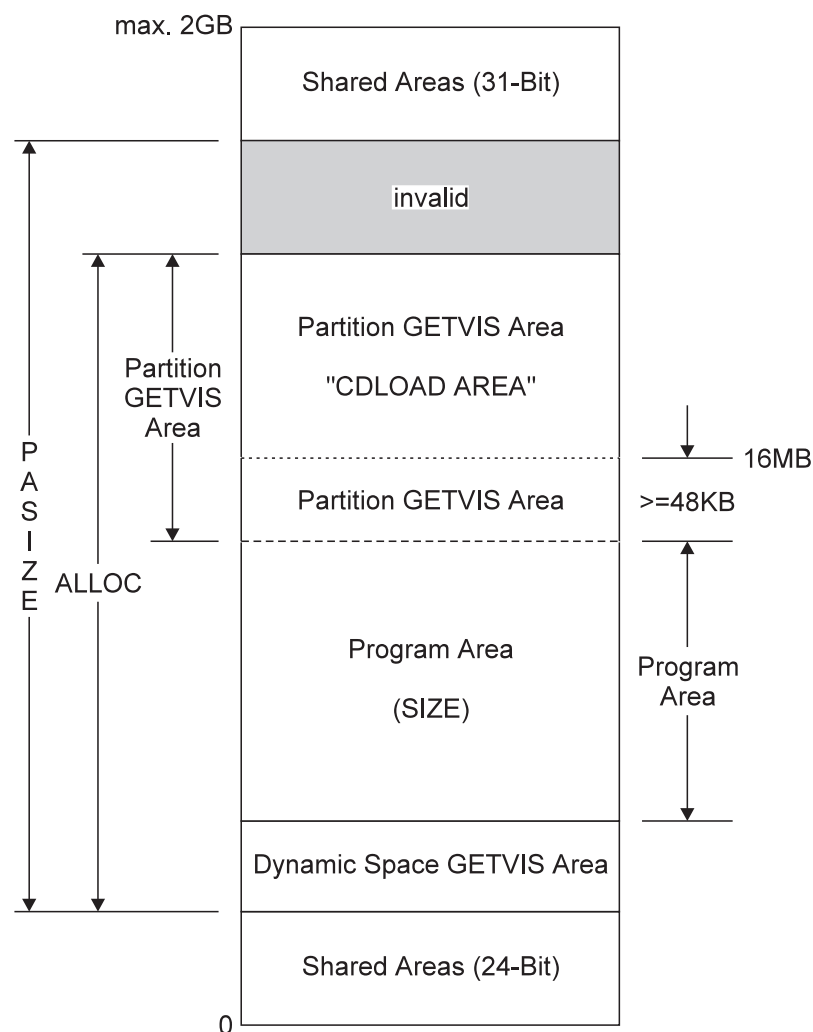 max. 2GB
Shared Areas (31-Bit)
invalid
Partition GETVIS Area
"CDLOAD AREA"
Partition
GETVIS
Area
16MB
Partition GETVIS Area
>=48KB
PASIZE
ALLOC
Program Area
(SIZE)
Program
Area
Dynamic Space GETVIS Area
Shared Areas (24-Bit)
0